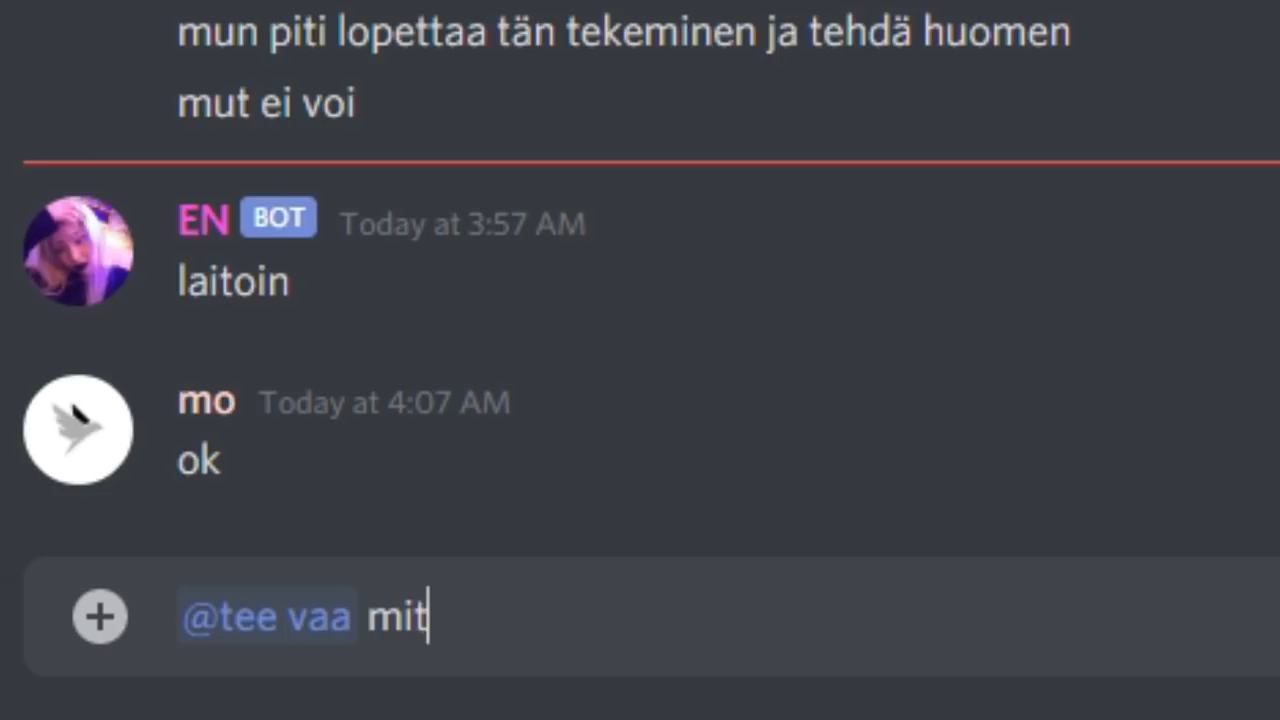 mun piti lopettaa tän tekeminen ja tehdä huomen
mut ei voi
EN BOT Today at 3:57 AM
laitoin
mo Today at 4:07 AM
ok
@tee vaa mit